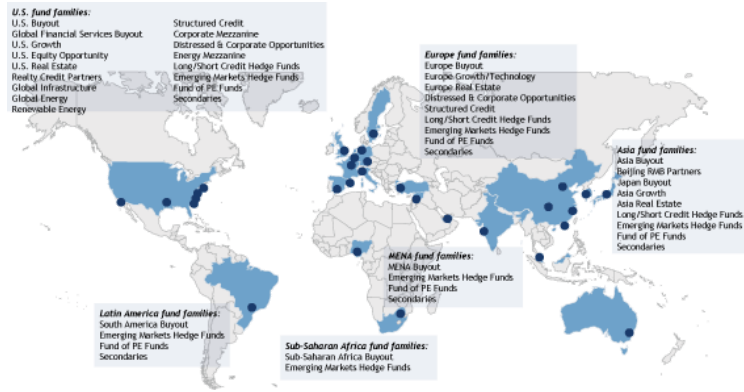 U.S. fund families:
U.S. Buyout
Global Financial Services Buyout
U.S. Growth
U.S. Equity Opportunity
U.S. Real Estate
Realty Credit Partners
Global Infrastructure
Global Energy
Renewable Energy
Structured Credit
Corporate Mezzanine
Distressed & Corporate Opportunities
Energy Mezzanine
Long/Short Credit Hedge Funds
Emerging Markets Hedge Funds
Fund of PE Funds
Secondaries
Europe fund families:
Europe Buyout
Europe Growth/Technology
Europe Real Estate
Distressed & Corporate Opportunities
Structured Credit
Long/Short Credit Hedge Funds
Emerging Markets Hedge Funds
Fund of PE Funds
Secondaries
Asia fund families:
Asia Buyout
Beijing RMB Partners
Japan Buyout
Asia Growth
Asia Real Estate
Long/Short Credit Hedge Funds
Emerging Markets Hedge Funds
Fund of PE Funds
Secondaries
MENA fund families:
MENA Buyout
Emerging Markets Hedge Funds
Fund of PE Funds
Secondaries
Latin America fund families:
South America Buyout
Emerging Markets Hedge Funds
Fund of PE Funds
Secondaries
Sub-Saharan Africa fund families:
Sub-Saharan Africa Buyout
Emerging Markets Hedge Funds